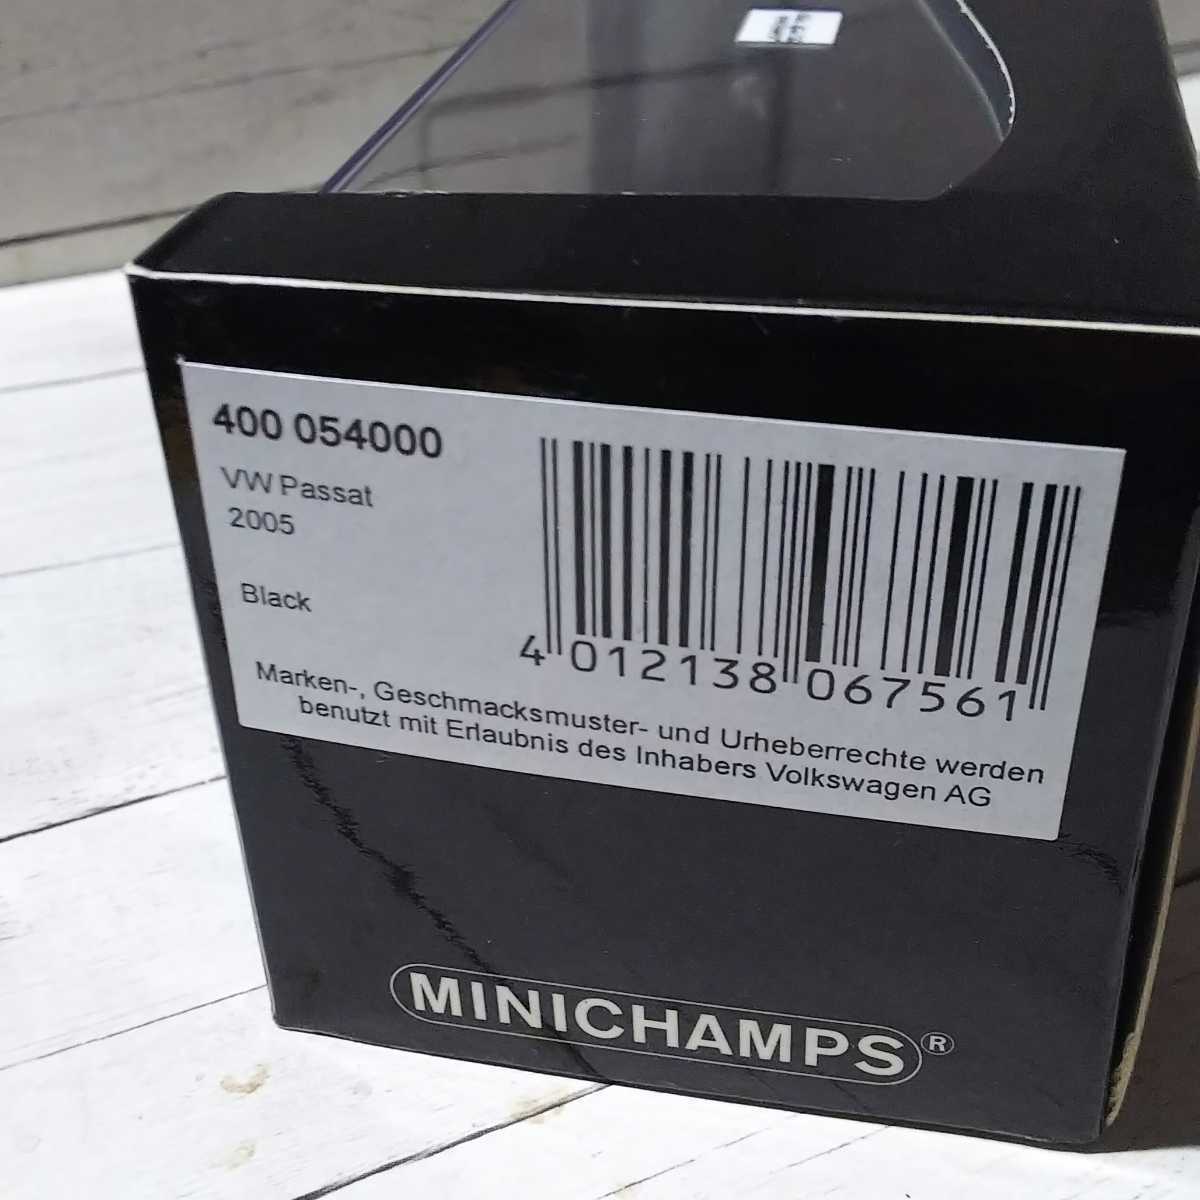 400 054000
VW Passat
2005
Black
4 012138 067561
Marken-, Geschmacksmuster- und Urheberrechte werden
benutzt mit Erlaubnis des Inhabers Volkswagen AG
MINICHAMPS®